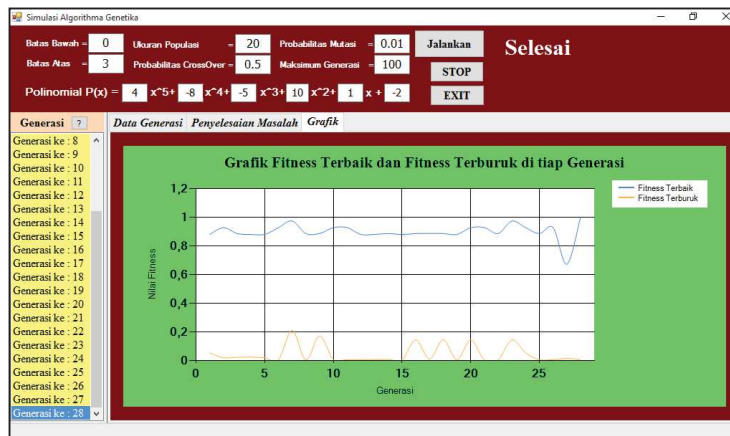 Simulasi Algorithma Genetika
Batas Bawah = 0 Ukuran Populasi = 20 Probabilitas Mutasi = 0.01 Jalankan Selesai
Batas Atas = 3 Probabilitas CrossOver = 0.5 Maksimum Generasi = 100 STOP
Polinomial P(x) = 4 x^5+ -8 x^4+ -5 x^3+ 10 x^2+ 1 x + -2 EXIT
Generasi ? Data Generasi Penyelesaian Masalah Grafik
Generasi ke : 8
Generasi ke : 9
Generasi ke : 10
Generasi ke : 11
Generasi ke : 12
Generasi ke : 13
Generasi ke : 14
Generasi ke : 15
Generasi ke : 16
Generasi ke : 17
Generasi ke : 18
Generasi ke : 19
Generasi ke : 20
Generasi ke : 21
Generasi ke : 22
Generasi ke : 23
Generasi ke : 24
Generasi ke : 25
Generasi ke : 26
Generasi ke : 27
Generasi ke : 28
Grafik Fitness Terbaik dan Fitness Terburuk di tiap Generasi
1,2
1
0,8
0,6
0,4
0,2
0
Nilai Fitness
0 5 10 15 20 25
Generasi
Fitness Terbaik
Fitness Terburuk